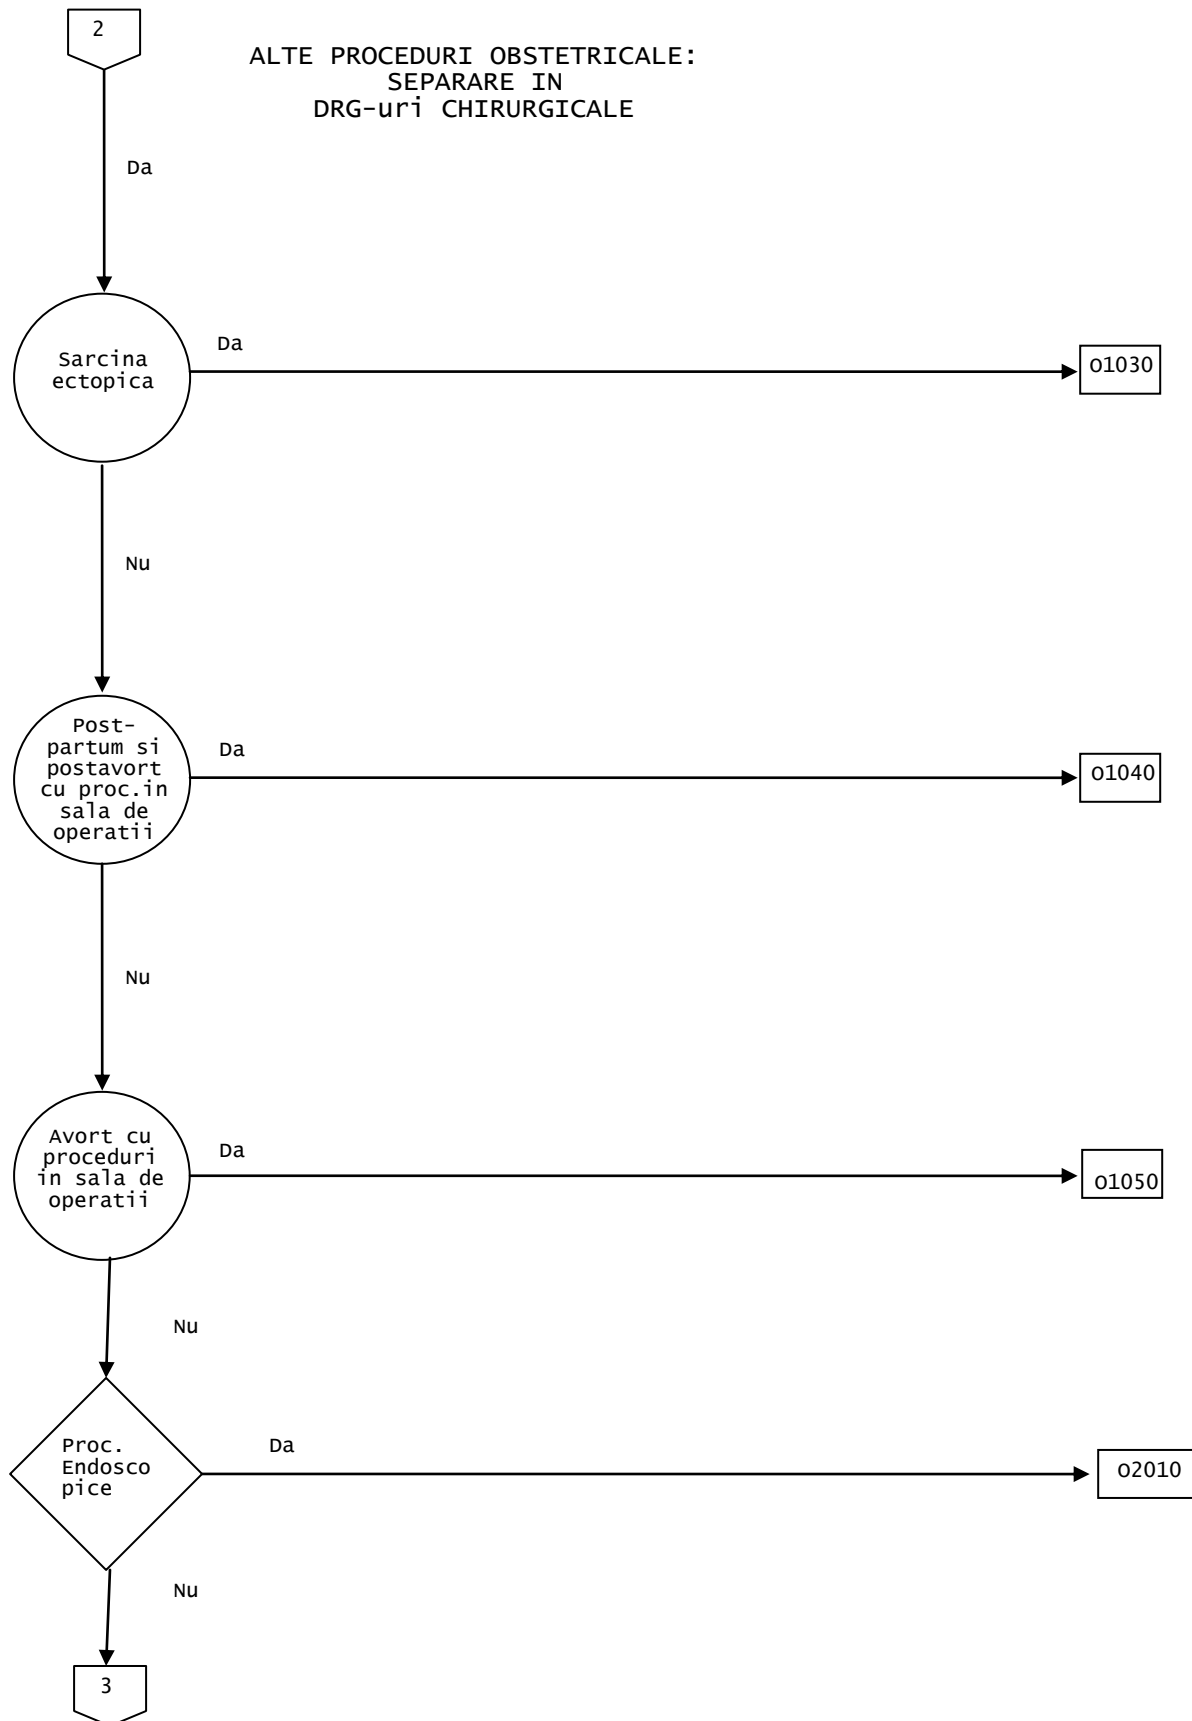 2
ALTE PROCEDURI OBSTETRICALE:
SEPARARE IN
DRG-uri CHIRURGICALE
Da
Sarcina
ectopica
Da
O1030
Nu
Post-
partum si
postavort
cu proc.in
sala de
operatii
Da
O1040
Nu
Avort cu
proceduri
in sala de
operatii
Da
O1050
Nu
Proc.
Endosco
pice
Da
O2010
Nu
3